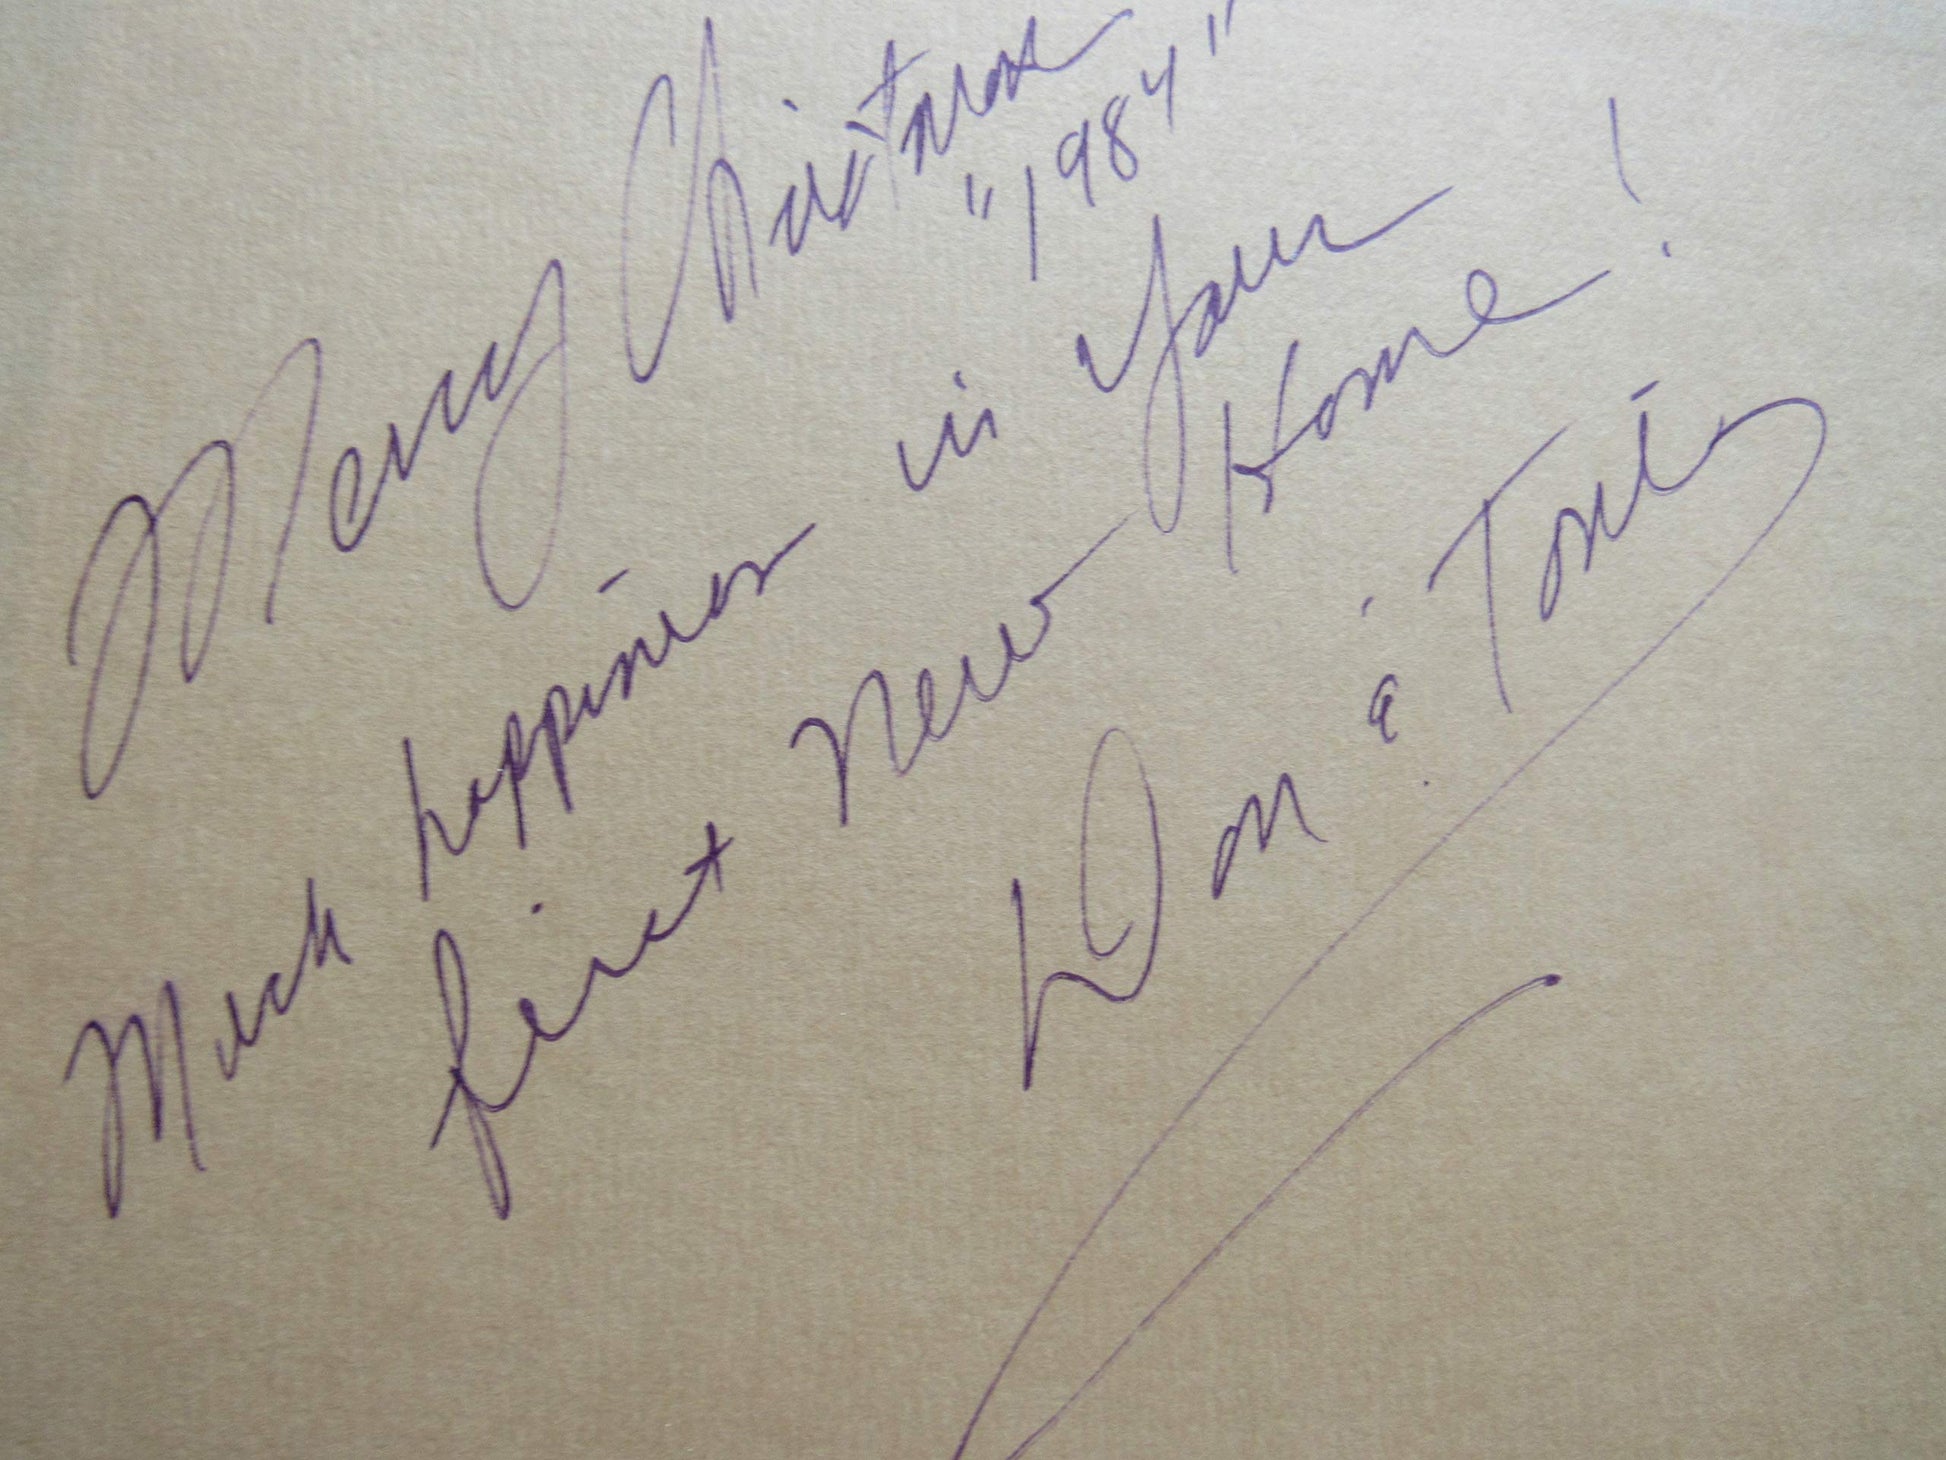 Merry Christmas
"1984"
Much happiness in Your
first New Home!
Don & Toni